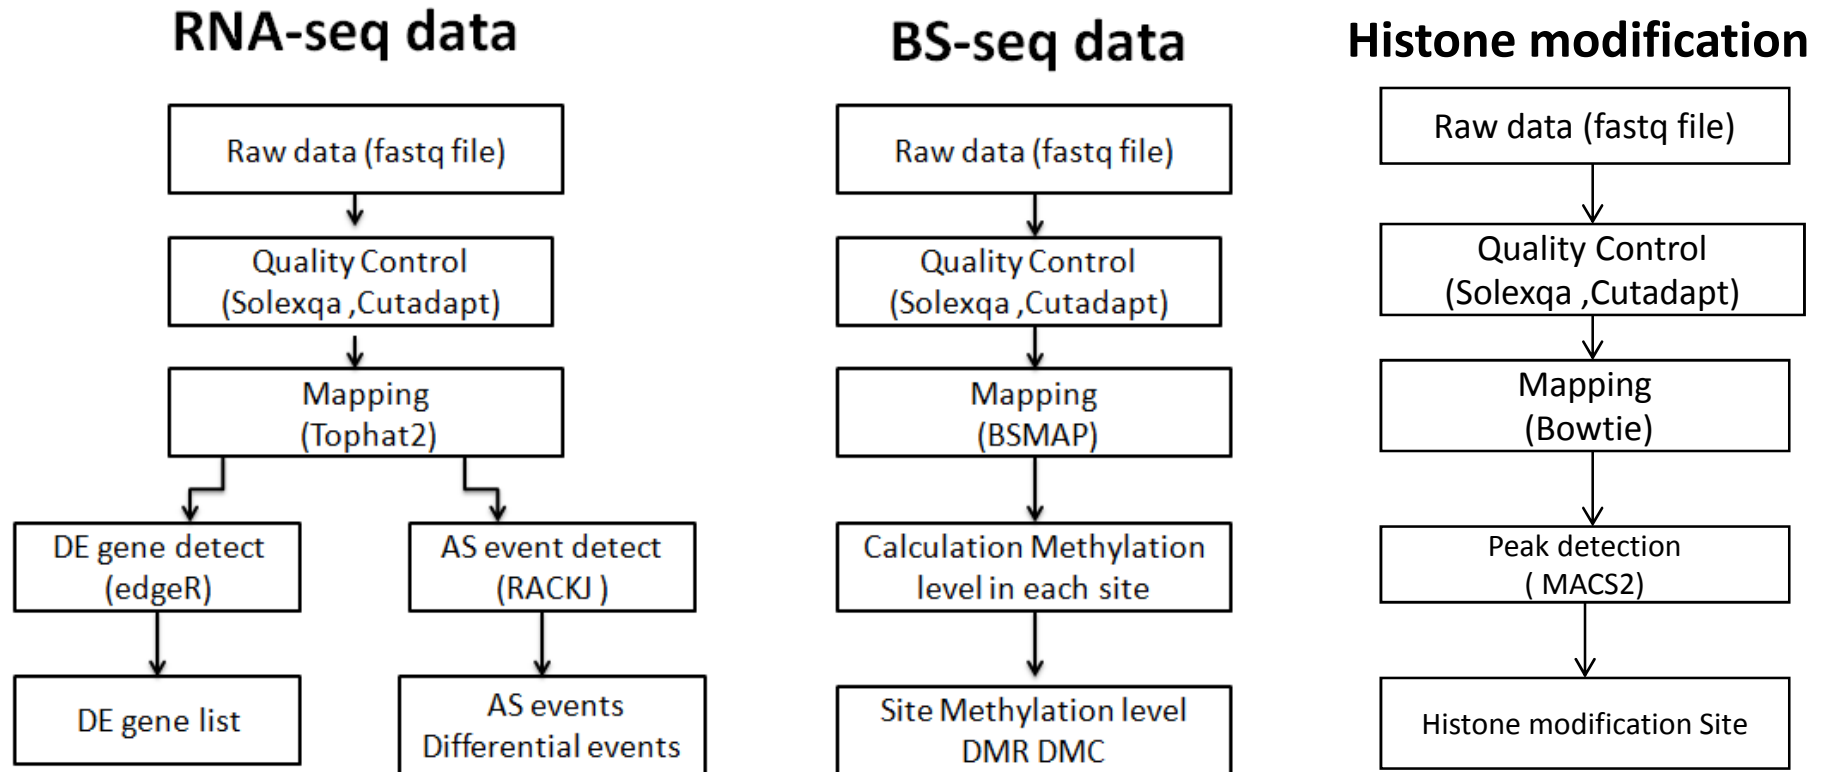 RNA-seq data
Raw data (fastq file)
Quality Control
(Solexqa ,Cutadapt)
Mapping
(Tophat2)
DE gene detect
(edgeR)
DE gene list
AS event detect
(RACKJ )
AS events
Differential events
BS-seq data
Raw data (fastq file)
Quality Control
(Solexqa ,Cutadapt)
Mapping
(BSMAP)
Calculation Methylation
level in each site
Site Methylation level
DMR DMC
Histone modification
Raw data (fastq file)
Quality Control
(Solexqa ,Cutadapt)
Mapping
(Bowtie)
Peak detection
( MACS2)
Histone modification Site